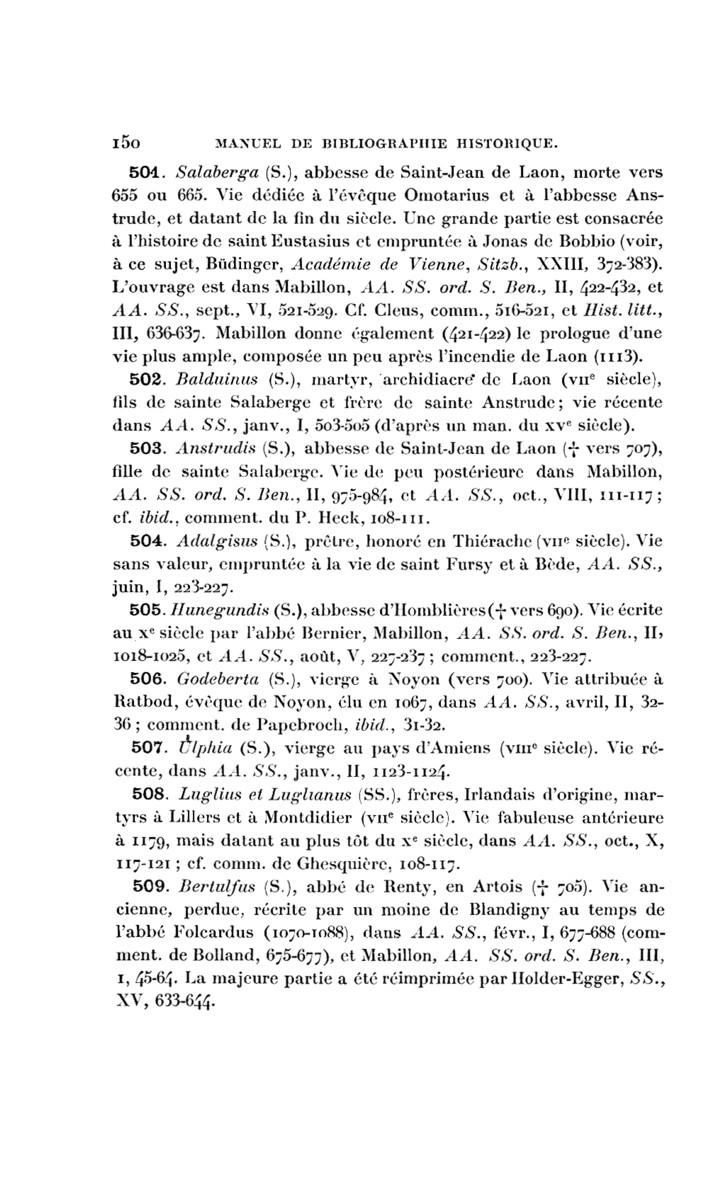 150 MANUEL DE BIBLIOGRAPHIE HISTORIQUE.
501. Salaberga (S.), abbesse de Saint-Jean de Laon, morte vers
655 ou 665. Vie dédiée à l'évêque Omotarius et à l'abbesse Ans-
trude, et datant de la fin du siècle. Une grande partie est consacrée
à l'histoire de saint Eustasius et empruntée à Jonas de Bobbio (voir,
à ce sujet, Büdinger, Académie de Vienne, Sitzb., XXIII, 372-383).
L'ouvrage est dans Mabillon, AA. SS. ord. S. Ben., II, 422-432, et
AA. SS., sept., VI, 521-529. Cf. Cleus, comm., 516-521, et Hist. litt.,
III, 636-637. Mabillon donne également (421-422) le prologue d'une
vie plus ample, composée un peu après l'incendie de Laon (1113).
502. Balduinus (S.), martyr, archidiacre de Laon (VIIe siècle),
fils de sainte Salaberge et frère de sainte Anstrude; vie récente
dans AA. SS., janv., I, 503-505 (d'après un man. du XVe siècle).
503. Anstrudis (S.), abbesse de Saint-Jean de Laon († vers 707),
fille de sainte Salaberge. Vie de peu postérieure dans Mabillon,
AA. SS. ord. S. Ben., II, 975-984, et AA. SS., oct., VIII, 111-117;
cf. ibid., comment. du P. Heck, 108-111.
504. Adalgisus (S.), prêtre, honoré en Thiérache (VIIe siècle). Vie
sans valeur, empruntée à la vie de saint Fursy et à Bède, AA. SS.,
juin, I, 223-227.
505. Hunegundis (S.), abbesse d'Homblières († vers 690). Vie écrite
au Xe siècle par l'abbé Bernier, Mabillon, AA. SS. ord. S. Ben., II,
1018-1025, et AA. SS., août, V, 227-237; comment., 223-227.
506. Godeberta (S.), vierge à Noyon (vers 700). Vie attribuée à
Ratbod, évêque de Noyon, élu en 1067, dans AA. SS., avril, II, 32-
36; comment. de Papebroch, ibid., 31-32.
507. Ulphia (S.), vierge au pays d'Amiens (VIIIe siècle). Vie ré-
cente, dans AA. SS., janv., II, 1123-1124.
508. Luglius et Luglianus (SS.), frères, Irlandais d'origine, mar-
tyrs à Lillers et à Montdidier (VIIe siècle). Vie fabuleuse antérieure
à 1179, mais datant au plus tôt du Xe siècle, dans AA. SS., oct., X,
117-121; cf. comm. de Ghesquière, 108-117.
509. Bertulfus (S.), abbé de Renty, en Artois († 705). Vie an-
cienne, perdue, récrite par un moine de Blandigny au temps de
l'abbé Folcardus (1070-1088), dans AA. SS., févr., I, 677-688 (com-
ment. de Bolland, 675-677), et Mabillon, AA. SS. ord. S. Ben., III,
1, 45-64. La majeure partie a été réimprimée par Holder-Egger, SS.,
XV, 633-644.